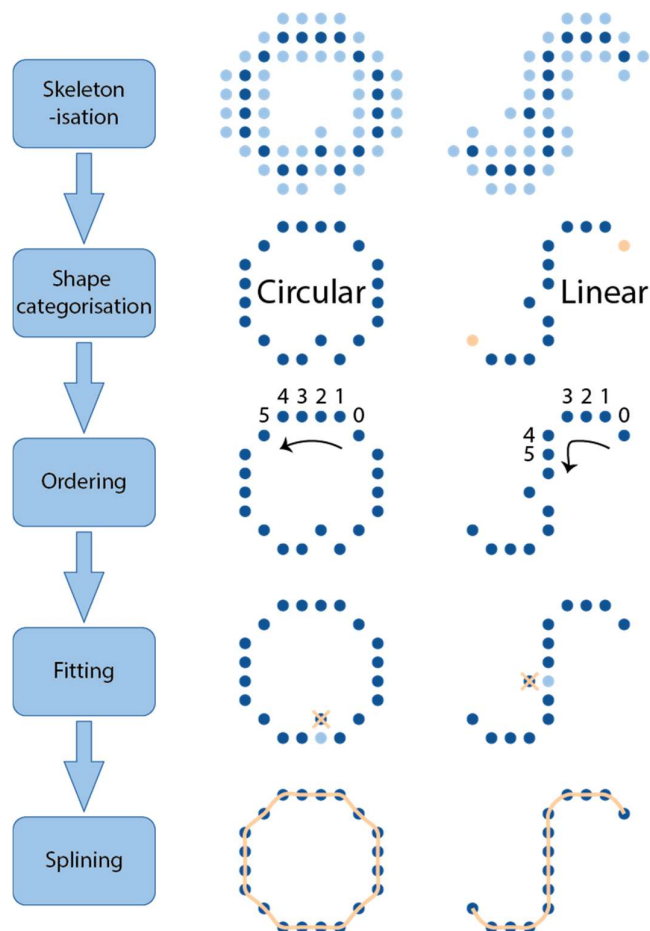 Skeleton
-isation
Shape
categorisation
Circular
Linear
4 3 2 1
5 0
3 2 1
0
4
5
Ordering
Fitting
Splining